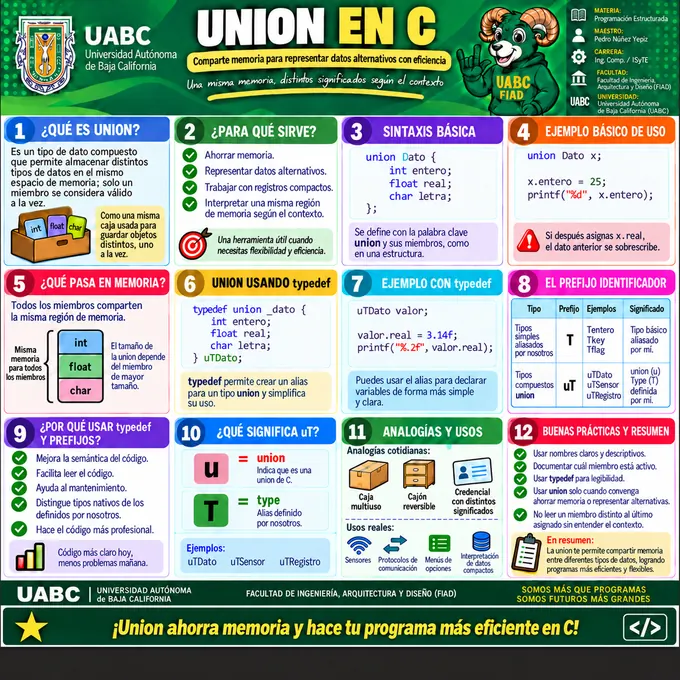 UABC
Universidad Autónoma
de Baja California
UNION EN C
Comparte memoria para representar datos alternativos con eficiencia
Una misma memoria, distintos significados según el contexto
UABC
FIAD
MATERIA:
Programación Estructurada
MAESTRO:
Pedro Núñez Yepiz
CARRERA:
Ing. Comp. / ISyTE
FACULTAD:
Facultad de Ingeniería,
Arquitectura y Diseño (FIAD)
UABC
UNIVERSIDAD:
Universidad Autónoma
de Baja California (UABC)
1 ¿QUÉ ES UNION?
Es un tipo de dato compuesto
que permite almacenar distintos
tipos de datos en el mismo
espacio de memoria; solo un
miembro se considera válido
a la vez.
int float char
Como una misma
caja usada para
guardar objetos
distintos, uno
a la vez.
2 ¿PARA QUÉ SIRVE?
Ahorrar memoria.
Representar datos alternativos.
Trabajar con registros compactos.
Interpretar una misma región
de memoria según el contexto.
Una herramienta útil cuando
necesitas flexibilidad y eficiencia.
3 SINTAXIS BÁSICA
union Dato {
int entero;
float real;
char letra;
};
Se define con la palabra clave
union y sus miembros, como
en una estructura.
4 EJEMPLO BÁSICO DE USO
union Dato x;
x.entero = 25;
printf("%d", x.entero);
Si después asignas x.real,
el dato anterior se sobrescribe.
5 ¿QUÉ PASA EN MEMORIA?
Todos los miembros comparten
la misma región de memoria.
Misma
memoria
para todos
los miembros
int
float
char
El tamaño de
la union depende
del miembro
de mayor
tamaño.
6 UNION USANDO typedef
typedef union _dato {
int entero;
float real;
char letra;
} uTDato;
typedef permite crear un alias
para un tipo union y simplifica
su uso.
7 EJEMPLO CON typedef
uTDato valor;
valor.real = 3.14f;
printf("%.2f", valor.real);
Puedes usar el alias para declarar
variables de forma más simple
y clara.
8 EL PREFIJO IDENTIFICADOR
Tipo Prefijo Ejemplos Significado
Tipos
simples
aliasados
por nosotros
T
Tentero
Tkey
Tflag
Tipo básico
aliasado
por mí.
Tipos
compuestos
union
uT
uTDato
uTSensor
uTRegistro
union (u)
Type (T)
definida
por mí.
9 ¿POR QUÉ USAR typedef
Y PREFIJOS?
Mejora la semántica del código.
Facilita leer el código.
Ayuda al mantenimiento.
Distingue tipos nativos de los
definidos por nosotros.
Hace el código más profesional.
Código más claro hoy,
menos problemas mañana.
10 ¿QUÉ SIGNIFICA uT?
u = union
Indica que es una
union de C.
T = type
Alias definido
por nosotros.
Ejemplos:
uTDato uTSensor uTRegistro
11 ANALOGÍAS Y USOS
Analogías cotidianas:
Caja
multiuso
Cajón
reversible
Credencial
con distintos
significados
Usos reales:
Sensores
Protocolos de
comunicación
Menús de
opciones
Interpretación
de datos
compactos
12 BUENAS PRÁCTICAS Y RESUMEN
Usar nombres claros y descriptivos.
Documentar cuál miembro está activo.
Usar typedef para legibilidad.
Usar union solo cuando convenga
ahorrar memoria o representar alternativas.
No leer un miembro distinto al último
asignado sin entender el contexto.
En resumen:
La union te permite compartir memoria
entre diferentes tipos de datos, logrando
programas más eficientes y flexibles.
UABC
UNIVERSIDAD AUTÓNOMA
DE BAJA CALIFORNIA
FACULTAD DE INGENIERÍA, ARQUITECTURA Y DISEÑO (FIAD)
SOMOS MÁS QUE PROGRAMAS
SOMOS FUTUROS MÁS GRANDES
¡Union ahorra memoria y hace tu programa más eficiente en C!
</>